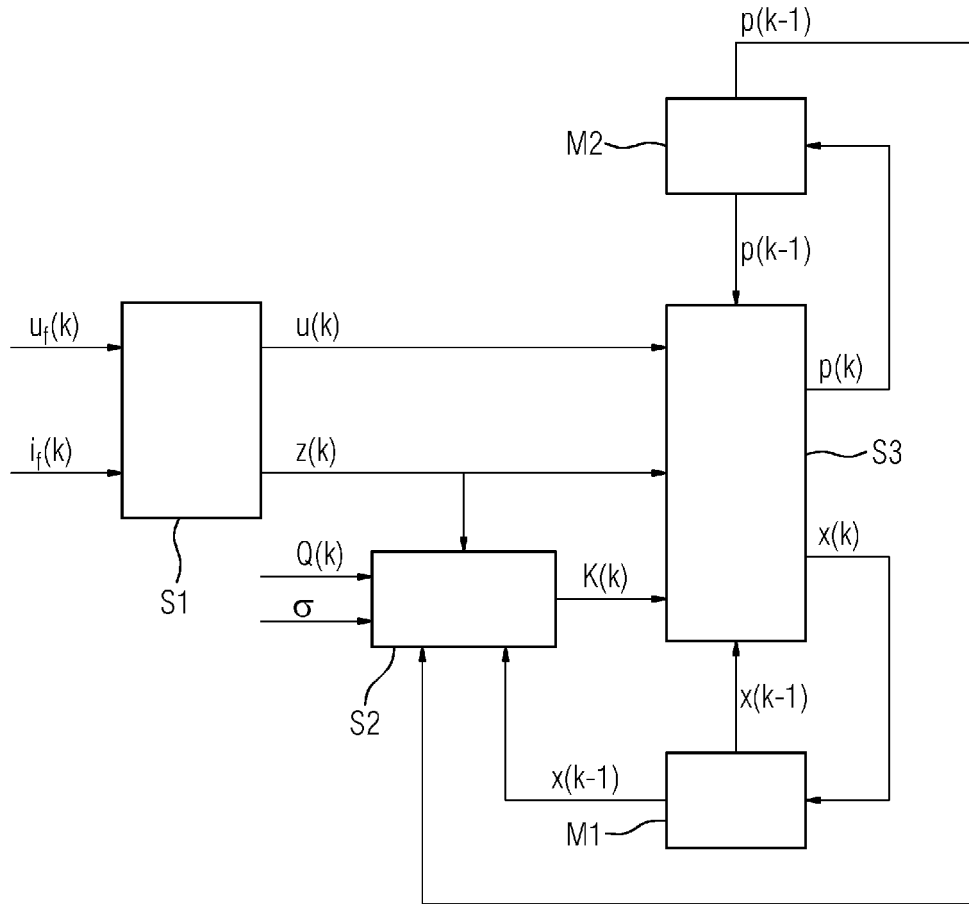 p(k-1)
M2
p(k-1)
u_f(k)
u(k)
p(k)
i_f(k)
z(k)
S3
x(k)
Q(k)
K(k)
S1
σ
x(k-1)
S2
x(k-1)
M1